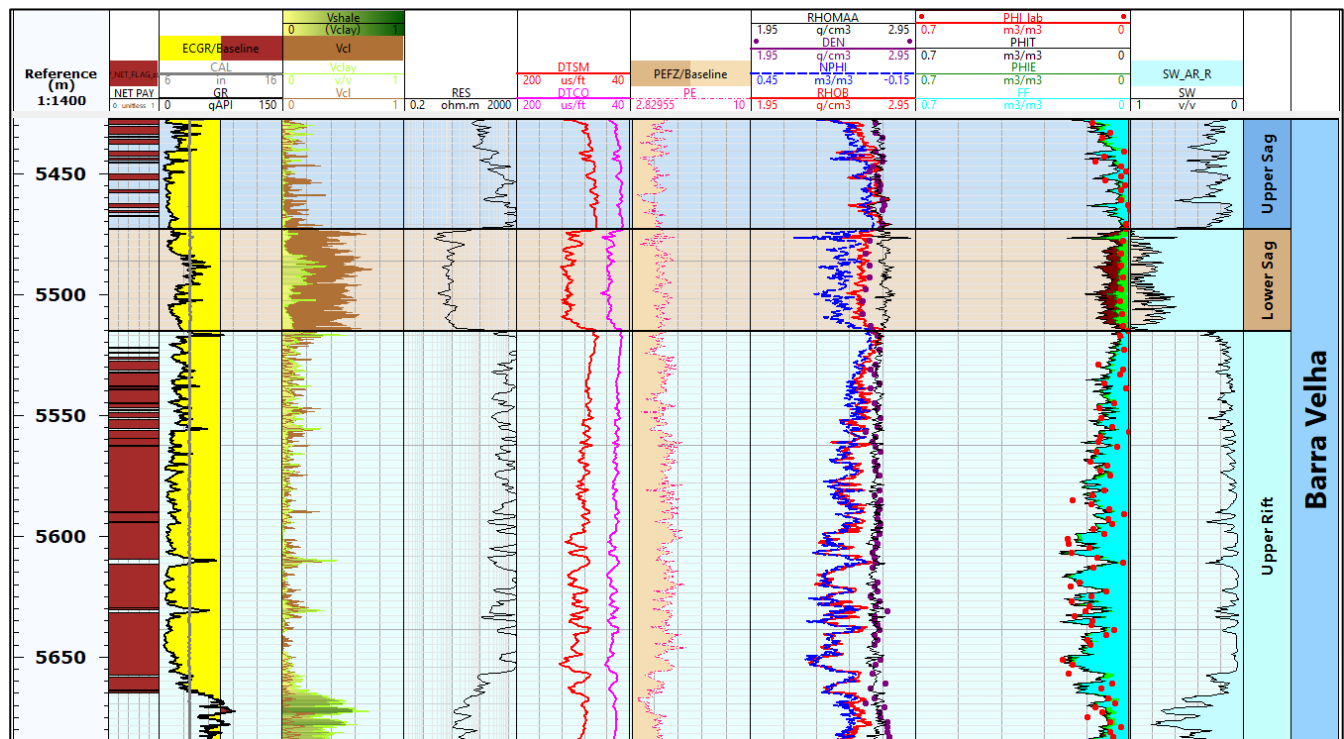 Reference
(m)
1:1400
NET PAY
0 unitless 1
ECGR/Baseline
CAL
6 in 16
GR
0 gAPI 150
Vshale
0 (Vclay) 1
Vcl
Vclay
0 v/v 1
Vcl
0 1
RES
0.2 ohm.m 2000
DTSM
200 us/ft 40
DTCO
200 us/ft 40
PEFZ/Baseline
PE
2.82955 10
RHOMAA
1.95 g/cm3 2.95
DEN
1.95 g/cm3 2.95
NPHI
0.45 m3/m3 -0.15
RHOB
1.95 g/cm3 2.95
PHI_lab
0.7 m3/m3 0
PHIT
0.7 m3/m3 0
PHIE
0.7 m3/m3 0
FF
0.7 m3/m3 0
SW_AR_R
SW
1 v/v 0
5450
5500
5550
5600
5650
Upper Sag
Lower Sag
Upper Rift
Barra Velha